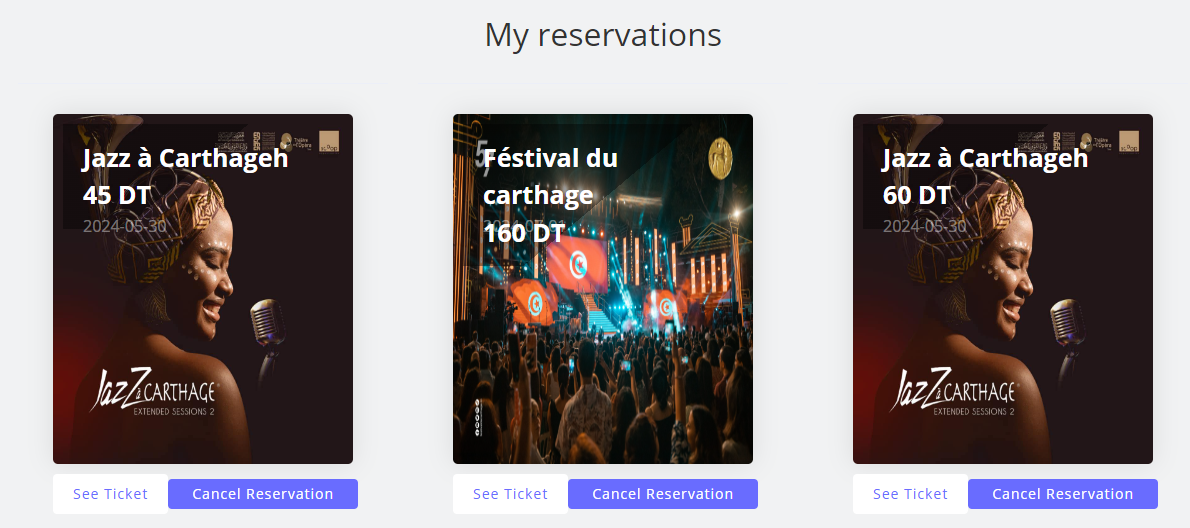 My reservations
Jazz à Carthageh
45 DT
2024-05-30
JazZ à CARTHAGE
EXTENDED SESSIONS 2
See Ticket
Cancel Reservation
Féstival du
carthage
160 DT
See Ticket
Cancel Reservation
Jazz à Carthageh
60 DT
2024-05-30
JazZ à CARTHAGE
EXTENDED SESSIONS 2
See Ticket
Cancel Reservation